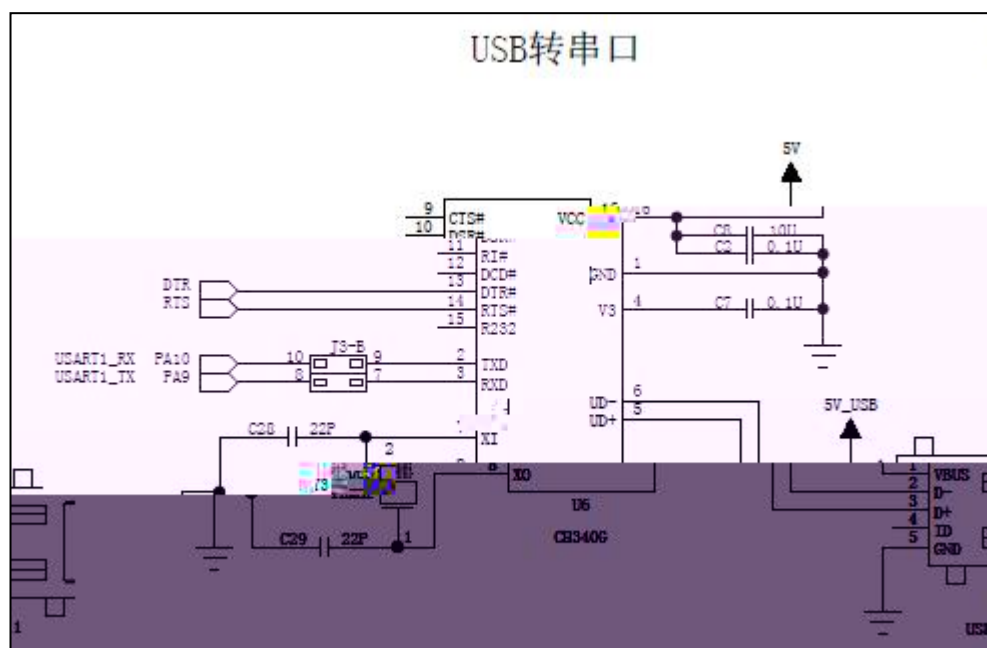 USB转串口
5V
9 CTS# VCC
10
C8 10U
C2 0.1U
11 RI#
12 DCD# GND 1
DTR 13 DTR#
RTS 14 RTS# V3 4 C7 0.1U
15 R232
J3-B
USART1_RX PA10 10 9 2 TXD
USART1_TX PA9 8 7 3 RXD
UD- 6
UD+ 5
5V_USB
C28 22P XI
2
8 XO
1 VBUS
2 D-
3 D+
4 ID
5 GND
U6
C29 22P 1 CH340G
1